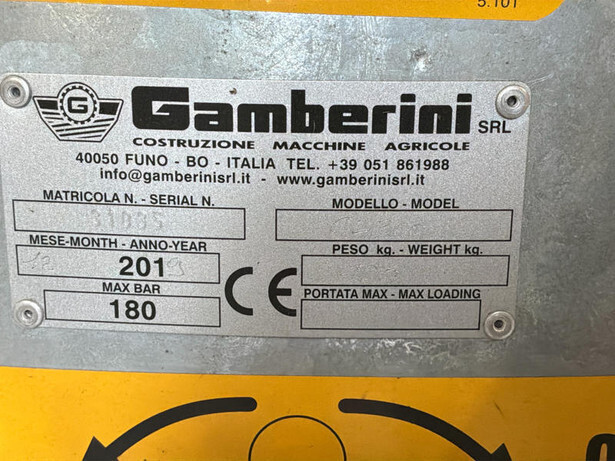 5.101
G Gamberini SRL
COSTRUZIONE MACCHINE AGRICOLE
40050 FUNO - BO - ITALIA TEL. +39 051 861988
info@gamberinisrl.it - www.gamberinisrl.it
MATRICOLA N. - SERIAL N.
MODELLO - MODEL
MESE-MONTH - ANNO-YEAR
201
PESO kg. - WEIGHT kg.
MAX BAR
180
CE
PORTATA MAX - MAX LOADING